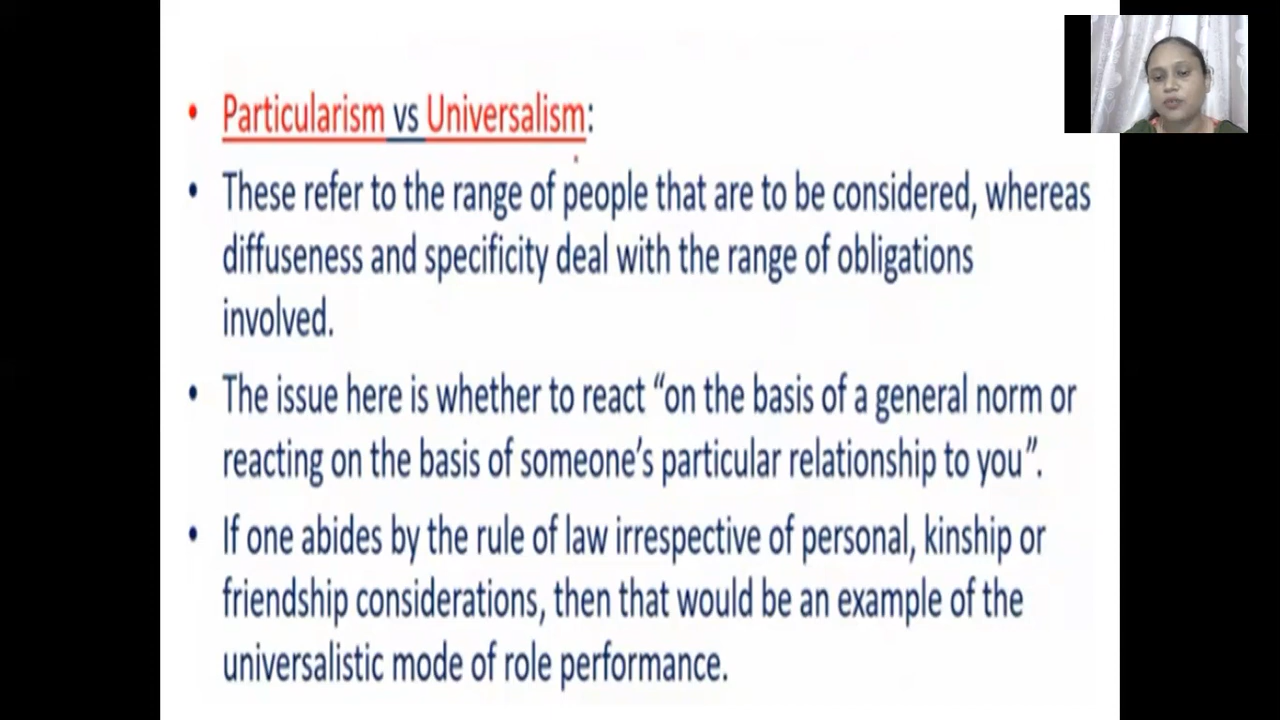 • Particularism vs Universalism:
• These refer to the range of people that are to be considered, whereas
diffuseness and specificity deal with the range of obligations
involved.
• The issue here is whether to react “on the basis of a general norm or
reacting on the basis of someone’s particular relationship to you”.
• If one abides by the rule of law irrespective of personal, kinship or
friendship considerations, then that would be an example of the
universalistic mode of role performance.